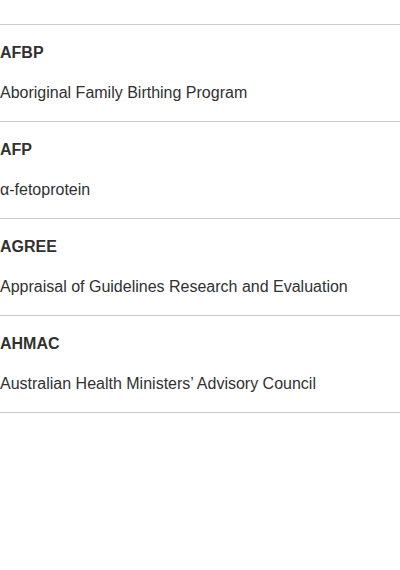 AFBP
Aboriginal Family Birthing Program
AFP
α-fetoprotein
AGREE
Appraisal of Guidelines Research and Evaluation
AHMAC
Australian Health Ministers’ Advisory Council